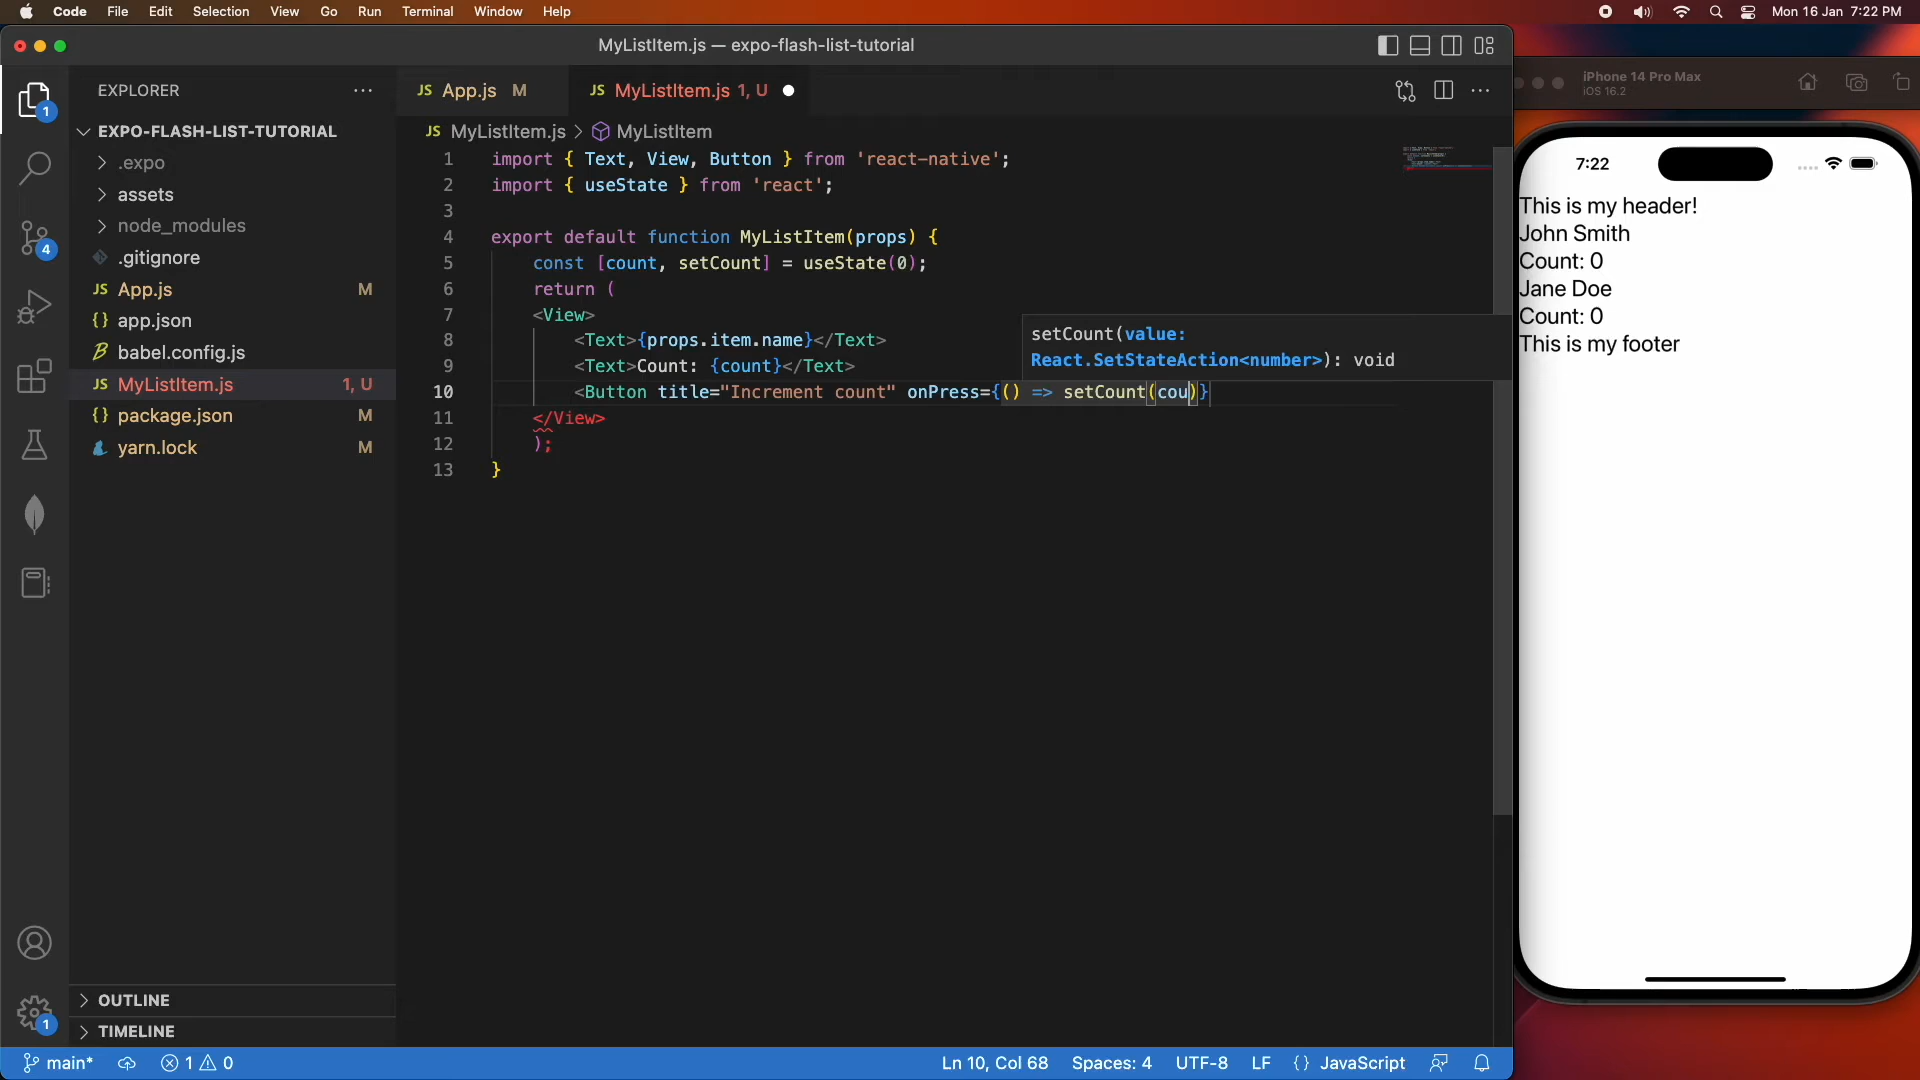 Code File Edit Selection View Go Run Terminal Window Help Mon 16 Jan 7:22 PM
MyListItem.js — expo-flash-list-tutorial
EXPLORER
JS App.js M
JS MyListItem.js 1, U
JS MyListItem.js > MyListItem
1
EXPO-FLASH-LIST-TUTORIAL
.expo
assets
node_modules
4
.gitignore
JS App.js M
{} app.json
babel.config.js
JS MyListItem.js 1, U
{} package.json M
yarn.lock M
OUTLINE
TIMELINE
1
1 import { Text, View, Button } from 'react-native';
2 import { useState } from 'react';
3
4 export default function MyListItem(props) {
5 const [count, setCount] = useState(0);
6 return (
7 <View>
8 <Text>{props.item.name}</Text>
9 <Text>Count: {count}</Text>
10 <Button title="Increment count" onPress={() => setCount(cou)}
11 </View>
12 );
13 }
setCount(value:
React.SetStateAction<number>): void
main* 1 0 Ln 10, Col 68 Spaces: 4 UTF-8 LF {} JavaScript
iPhone 14 Pro Max
iOS 16.2
7:22
This is my header!
John Smith
Count: 0
Jane Doe
Count: 0
This is my footer